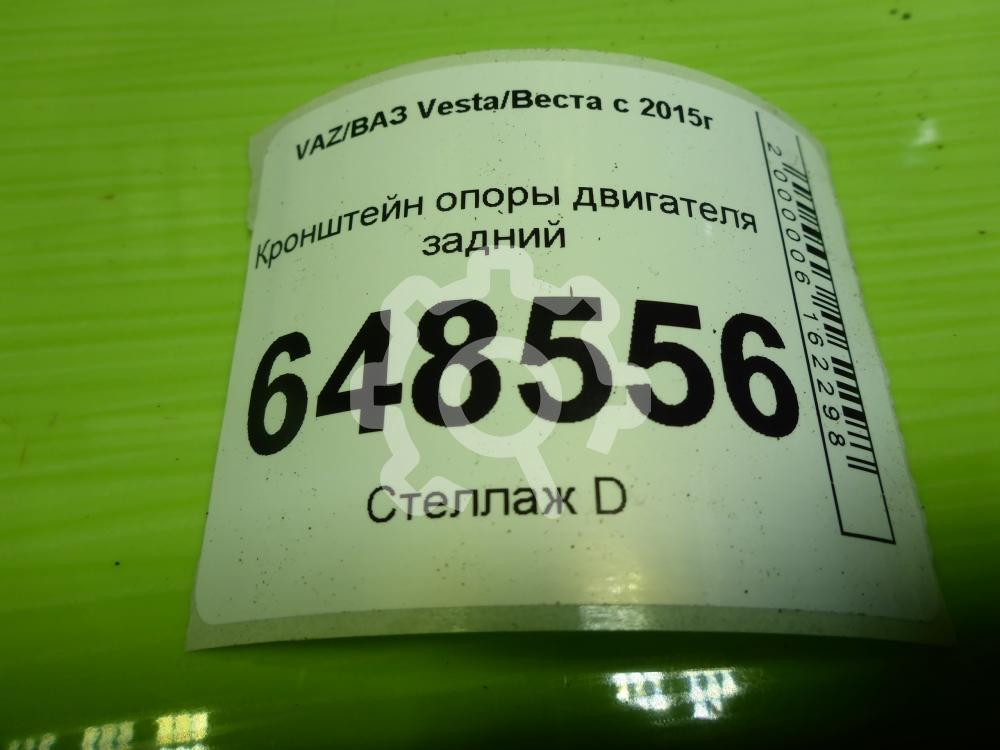 VAZ/ВАЗ Vesta/Веста с 2015г
Кронштейн опоры двигателя
задний
648556
Стеллаж D
2000006162298